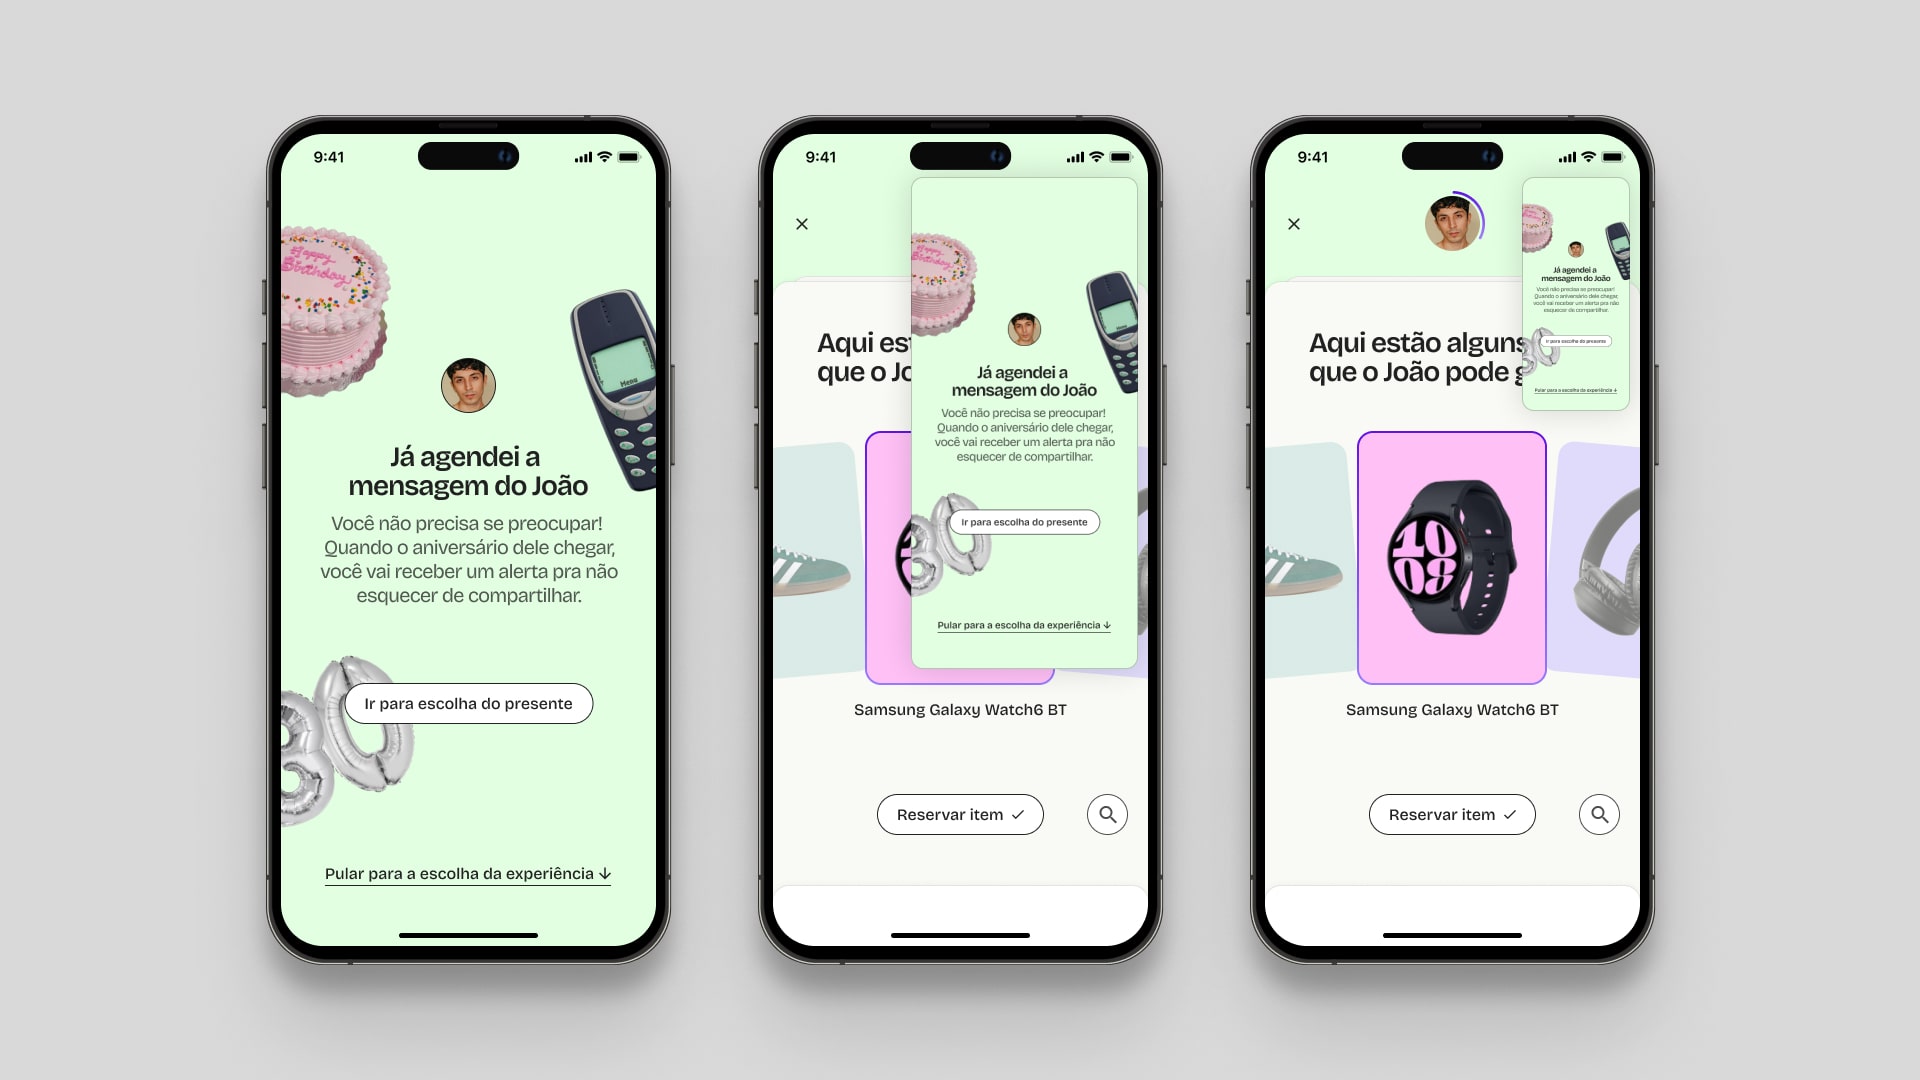 9:41
Happy
Birthday
Menu
Já agendei a
mensagem do João
Você não precisa se preocupar!
Quando o aniversário dele chegar,
você vai receber um alerta pra não
esquecer de compartilhar.
80
Ir para escolha do presente
Pular para a escolha da experiência ↓
9:41
Aqui es
que o Jo
Happy
Birthday
Menu
Já agendei a
mensagem do João
Você não precisa se preocupar!
Quando o aniversário dele chegar,
você vai receber um alerta pra não
esquecer de compartilhar.
80
Ir para escolha do presente
Pular para a escolha da experiência ↓
Samsung Galaxy Watch6 BT
Reservar item
9:41
Já agendei a
mensagem do João
Você não precisa se preocupar!
Quando o aniversário dele chegar,
você vai receber um alerta pra não
esquecer de compartilhar.
80
Ir para escolha do presente
Pular para a escolha da experiência ↓
Aqui estão alguns
que o João pode
10
09
Samsung Galaxy Watch6 BT
Reservar item